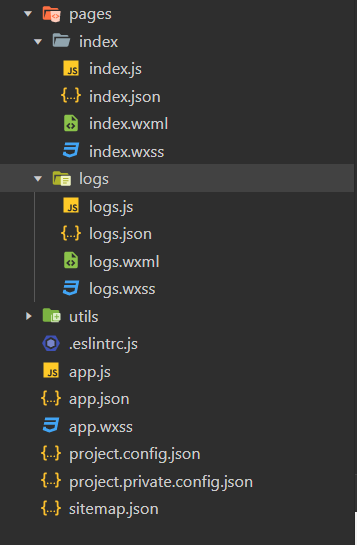 pages
index
index.js
index.json
index.wxml
index.wxss
logs
logs.js
logs.json
logs.wxml
logs.wxss
utils
.eslintrc.js
app.js
app.json
app.wxss
project.config.json
project.private.config.json
sitemap.json